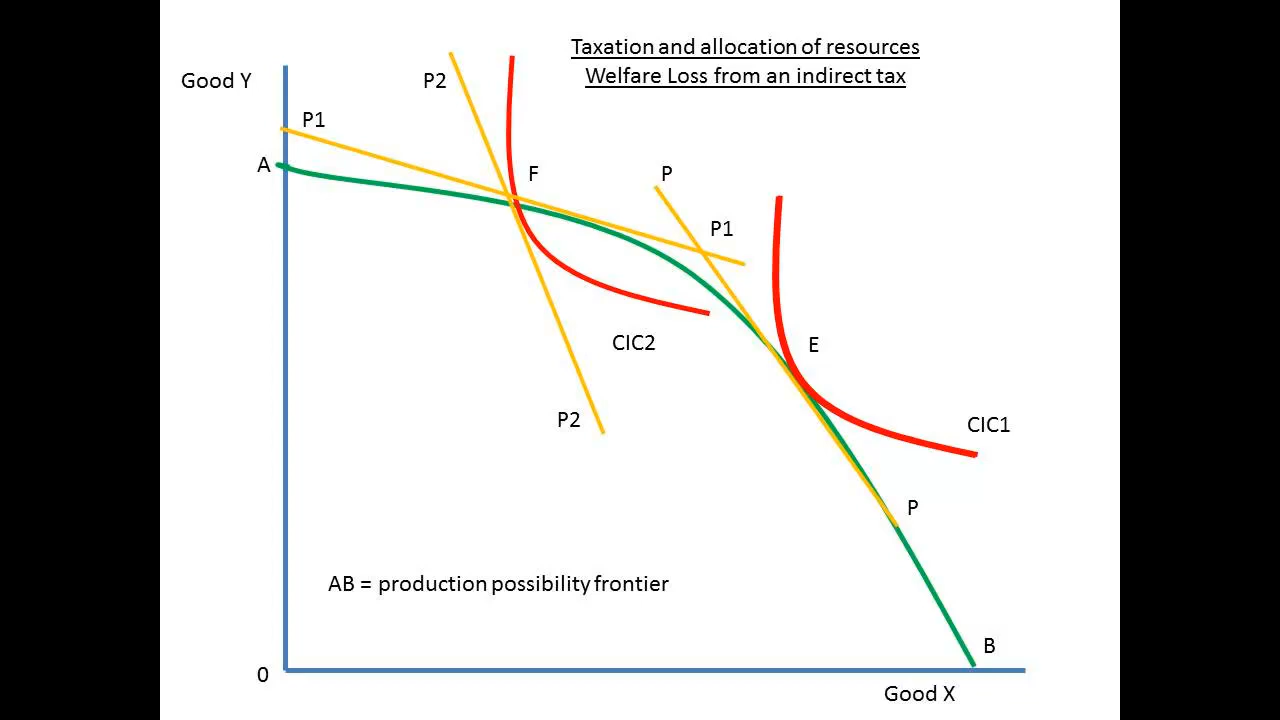 Taxation and allocation of resources
Welfare Loss from an indirect tax
Good Y
P2
P1
A
F
P
P1
E
CIC2
P2
CIC1
P
AB = production possibility frontier
B
0
Good X